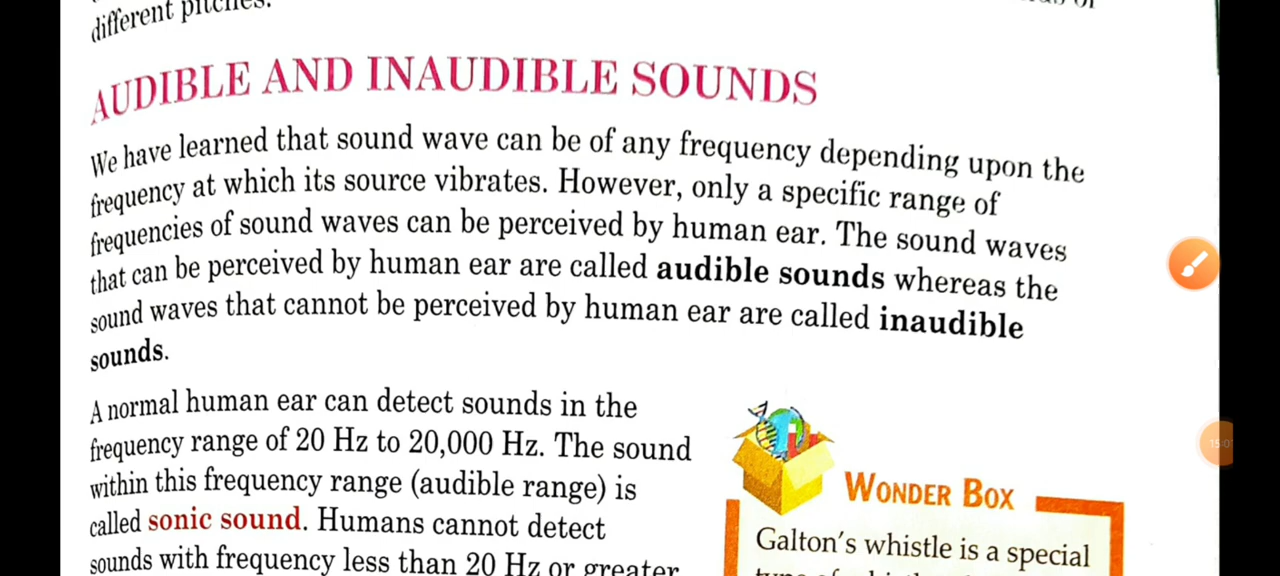 different pitches.
AUDIBLE AND INAUDIBLE SOUNDS
We have learned that sound wave can be of any frequency depending upon the
frequency at which its source vibrates. However, only a specific range of
frequencies of sound waves can be perceived by human ear. The sound waves
that can be perceived by human ear are called audible sounds whereas the
sound waves that cannot be perceived by human ear are called inaudible
sounds.
A normal human ear can detect sounds in the
frequency range of 20 Hz to 20,000 Hz. The sound
within this frequency range (audible range) is
called sonic sound. Humans cannot detect
sounds with frequency less than 20 Hz or greater
WONDER BOX
Galton's whistle is a special